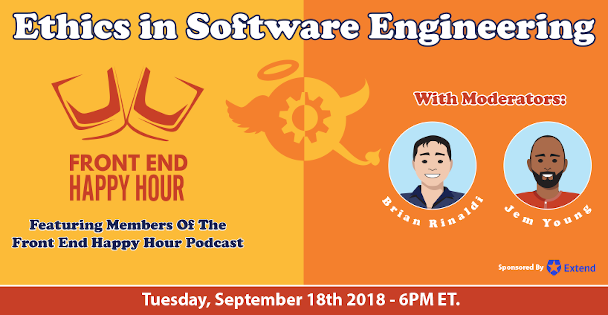 Ethics in Software Engineering
FRONT END
HAPPY HOUR
Featuring Members Of The
Front End Happy Hour Podcast
With Moderators:
Brian Rinaldi
Jem Young
Sponsored By Extend
Tuesday, September 18th 2018 - 6PM ET.